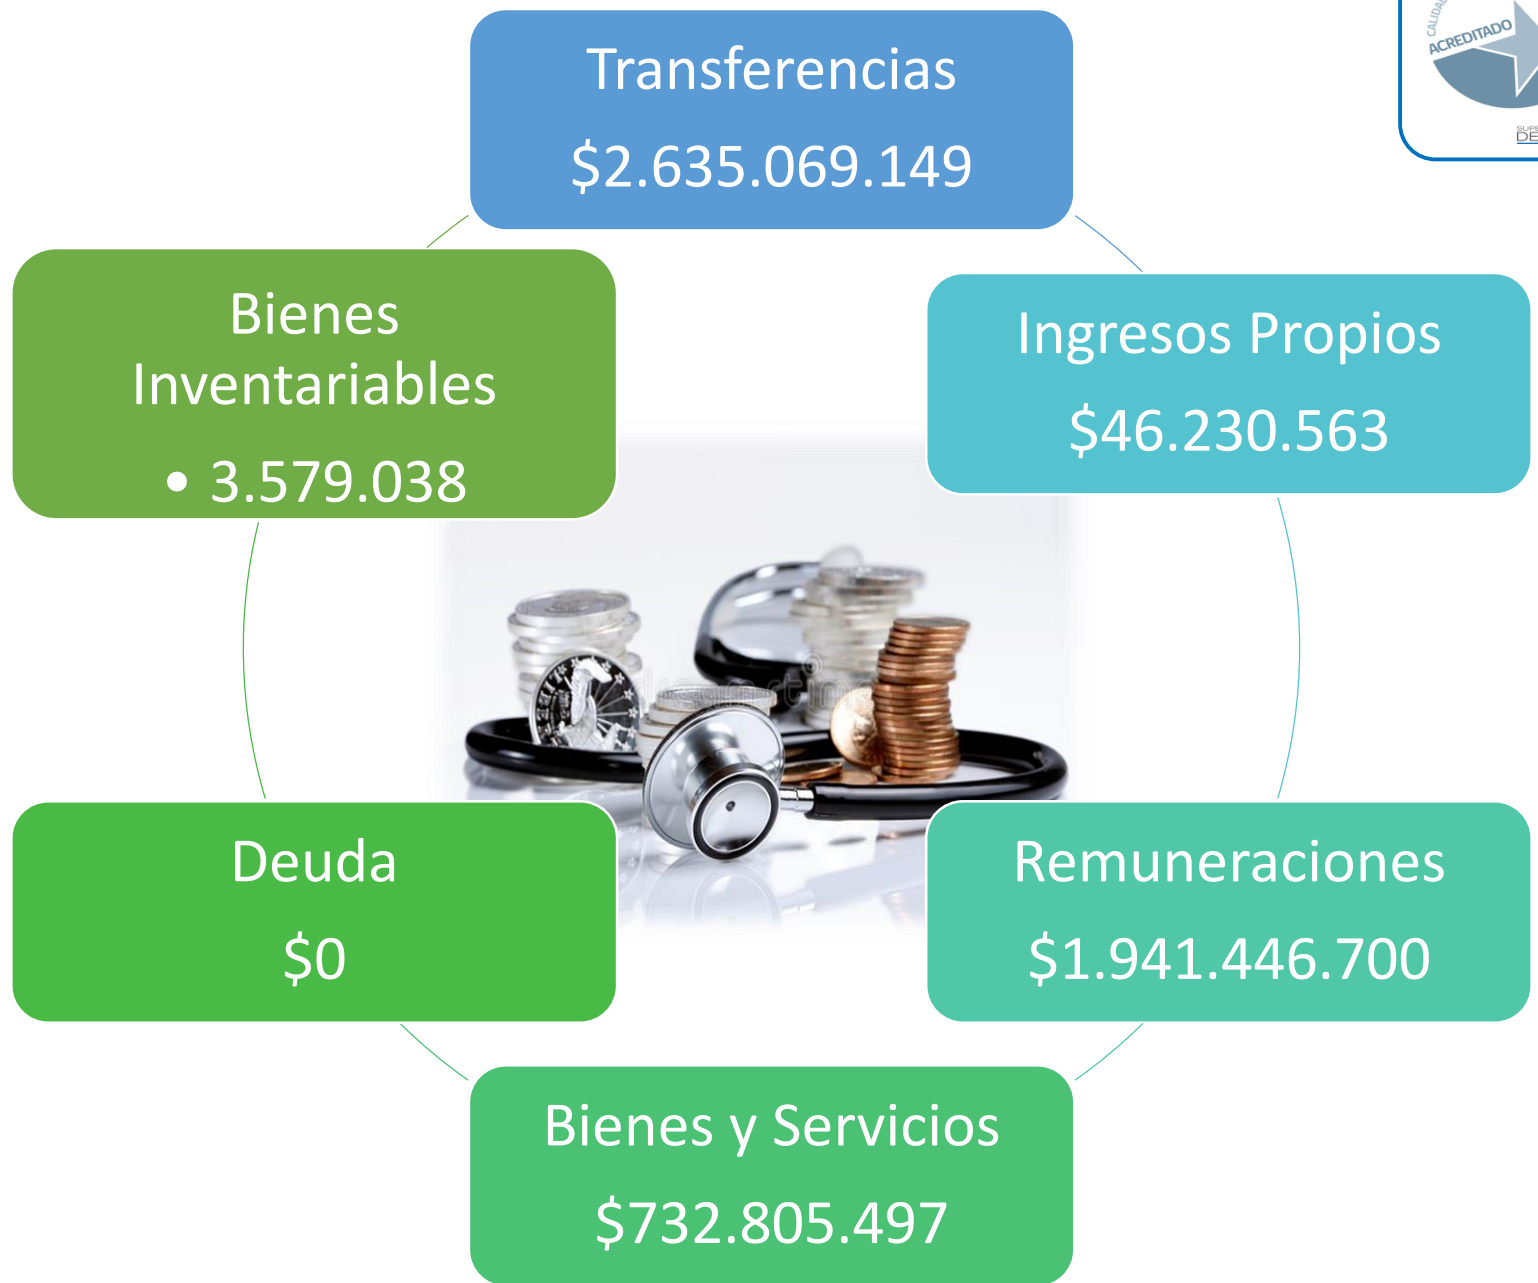 Transferencias
$2.635.069.149
ACREDITADO
Bienes
Inventariables
• 3.579.038
Ingresos Propios
$46.230.563
Deuda
$0
Remuneraciones
$1.941.446.700
Bienes y Servicios
$732.805.497